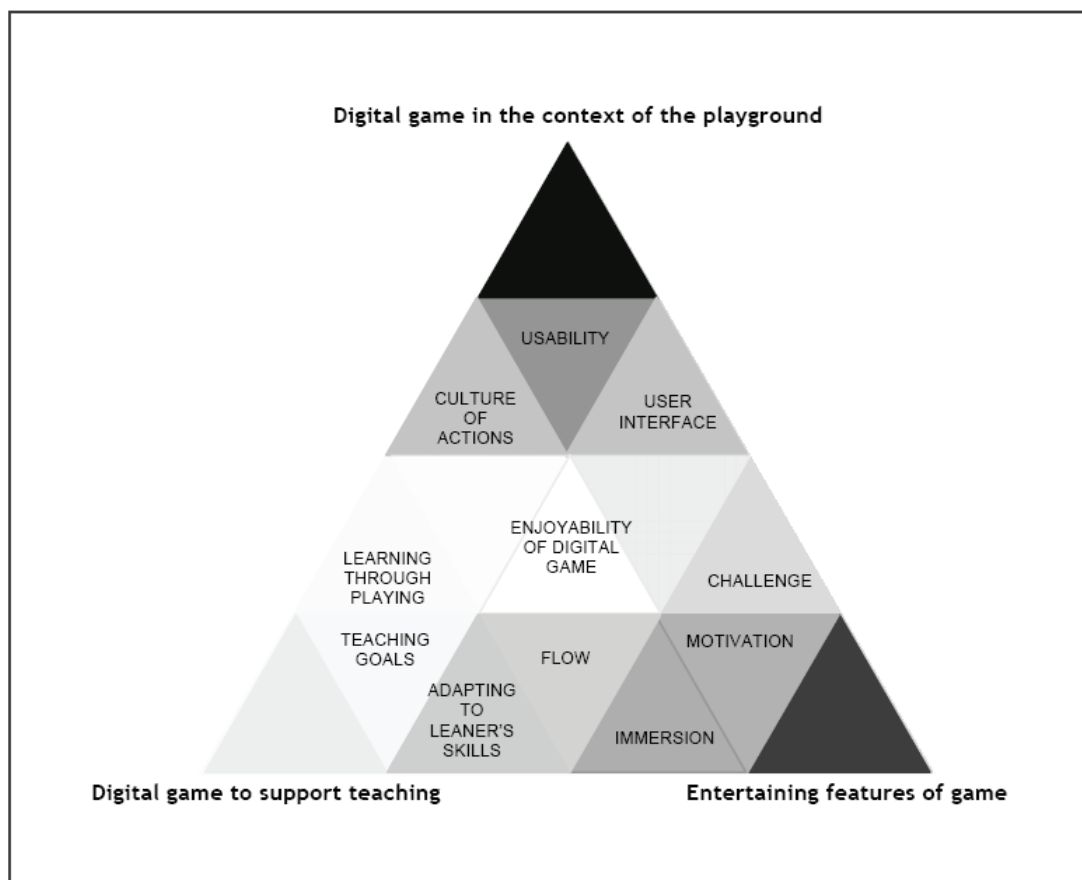 Digital game in the context of the playground
USABILITY
CULTURE
OF
ACTIONS
USER
INTERFACE
ENJOYABILITY
OF DIGITAL
GAME
LEARNING
THROUGH
PLAYING
CHALLENGE
TEACHING
GOALS
FLOW
MOTIVATION
ADAPTING
TO
LEANER'S
SKILLS
IMMERSION
Digital game to support teaching
Entertaining features of game